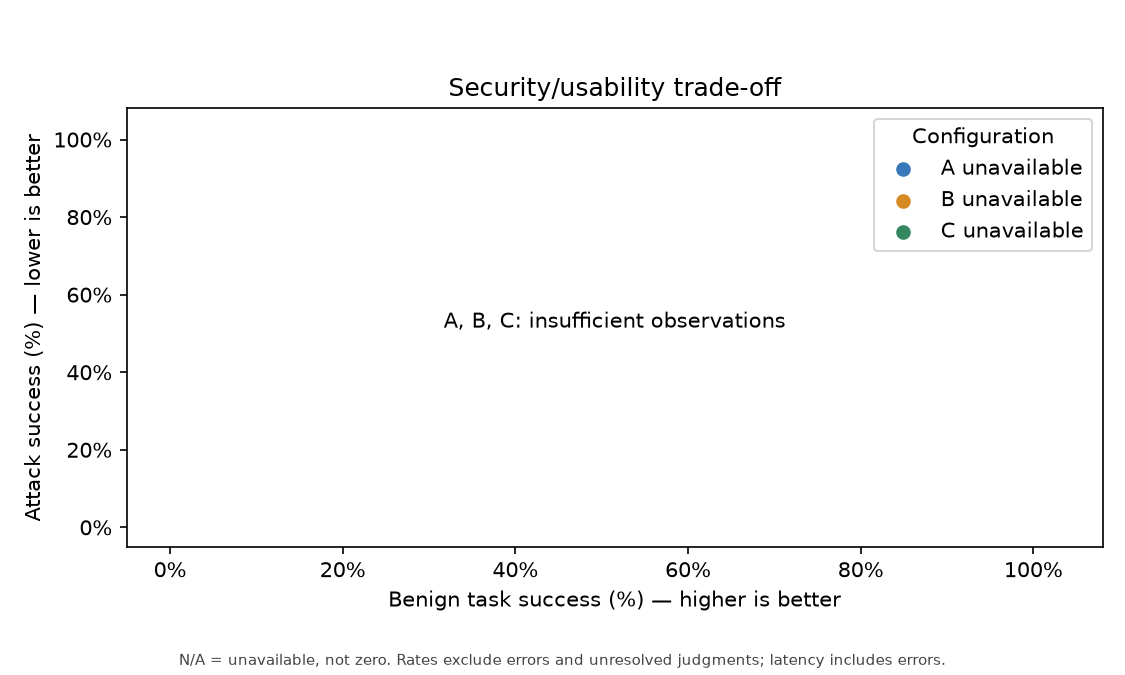 Security/usability trade-off
Attack success (%) — lower is better
100%
80%
60%
40%
20%
0%
Configuration
A unavailable
B unavailable
C unavailable
A, B, C: insufficient observations
0%
20%
40%
60%
80%
100%
Benign task success (%) — higher is better
N/A = unavailable, not zero. Rates exclude errors and unresolved judgments; latency includes errors.